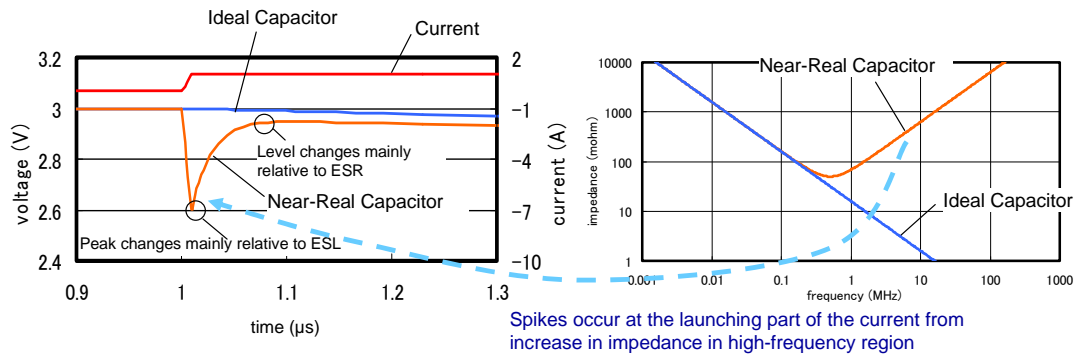 Ideal Capacitor
Current
3.2
3
2.8
2.6
2.4
voltage (V)
2
-1
-4
-7
-10
current (A)
Level changes mainly
relative to ESR
Near-Real Capacitor
Peak changes mainly relative to ESL
0.9
1
1.1
1.2
1.3
time (µs)
Near-Real Capacitor
Ideal Capacitor
10000
1000
100
10
1
impedance (mohm)
0.001
0.01
0.1
1
10
100
1000
frequency (MHz)
Spikes occur at the launching part of the current from
increase in impedance in high-frequency region